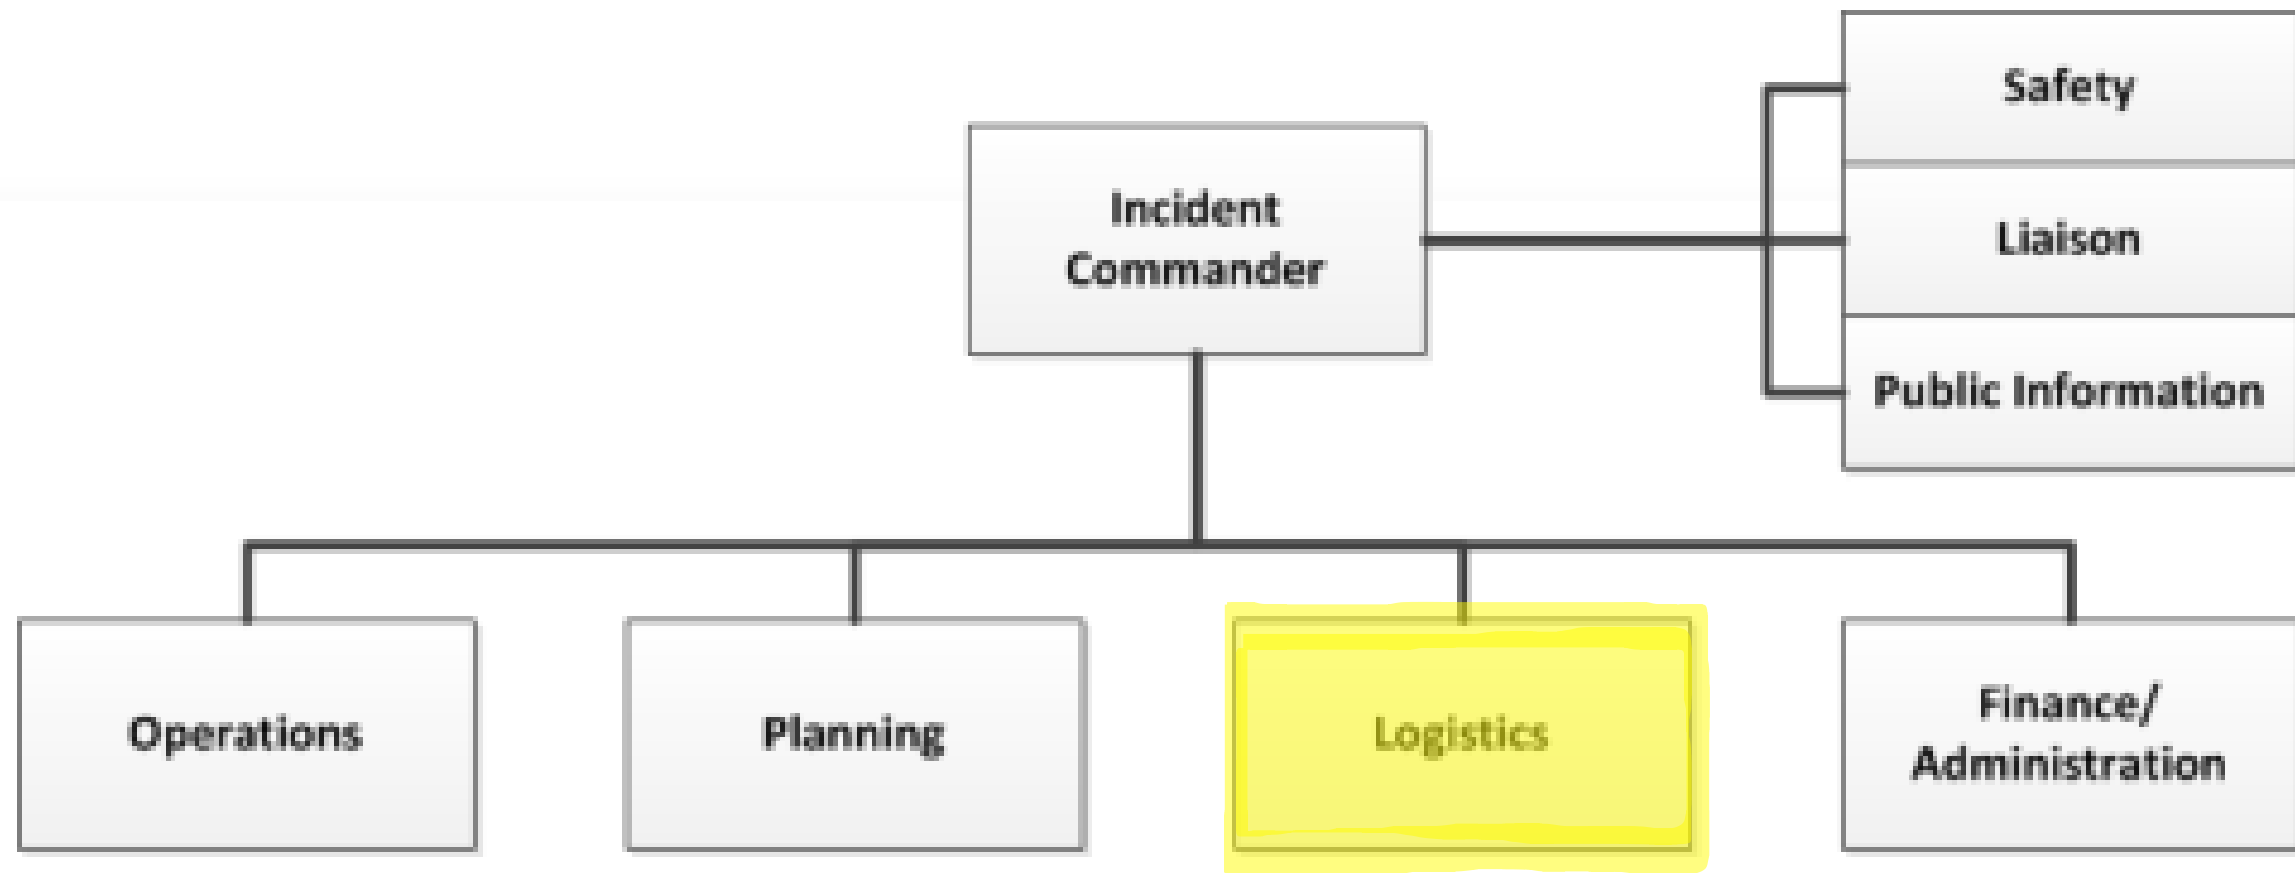 Safety
Incident
Commander
Liaison
Public Information
Operations
Planning
Logistics
Finance/
Administration